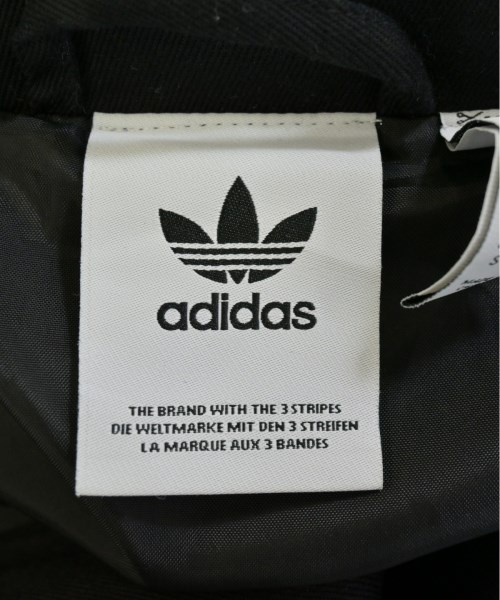 adidas
THE BRAND WITH THE 3 STRIPES
DIE WELTMARKE MIT DEN 3 STREIFEN
LA MARQUE AUX 3 BANDES